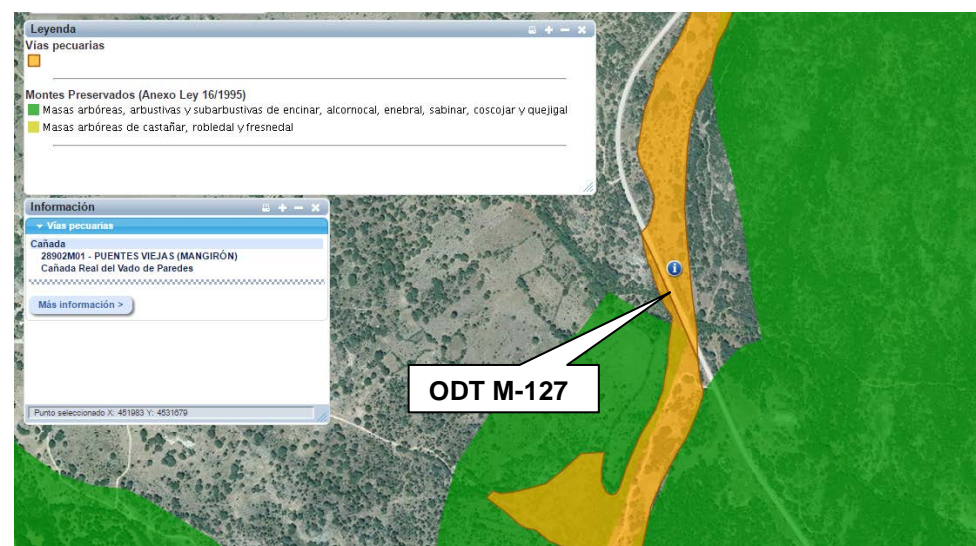 Leyenda
Vías pecuarias
Montes Preservados (Anexo Ley 16/1995)
Masas arbóreas, arbustivas y subarbustivas de encinar, alcornocal, enebral, sabinar, coscojar y quejigal
Masas arbóreas de castañar, robledal y fresnedal
Información
Vías pecuarias
Cañada
28902M01 - PUENTES VIEJAS (MANGIRÓN)
Cañada Real del Vado de Paredes
Más información >
Punto seleccionado X: 451983 Y: 4531679
ODT M-127